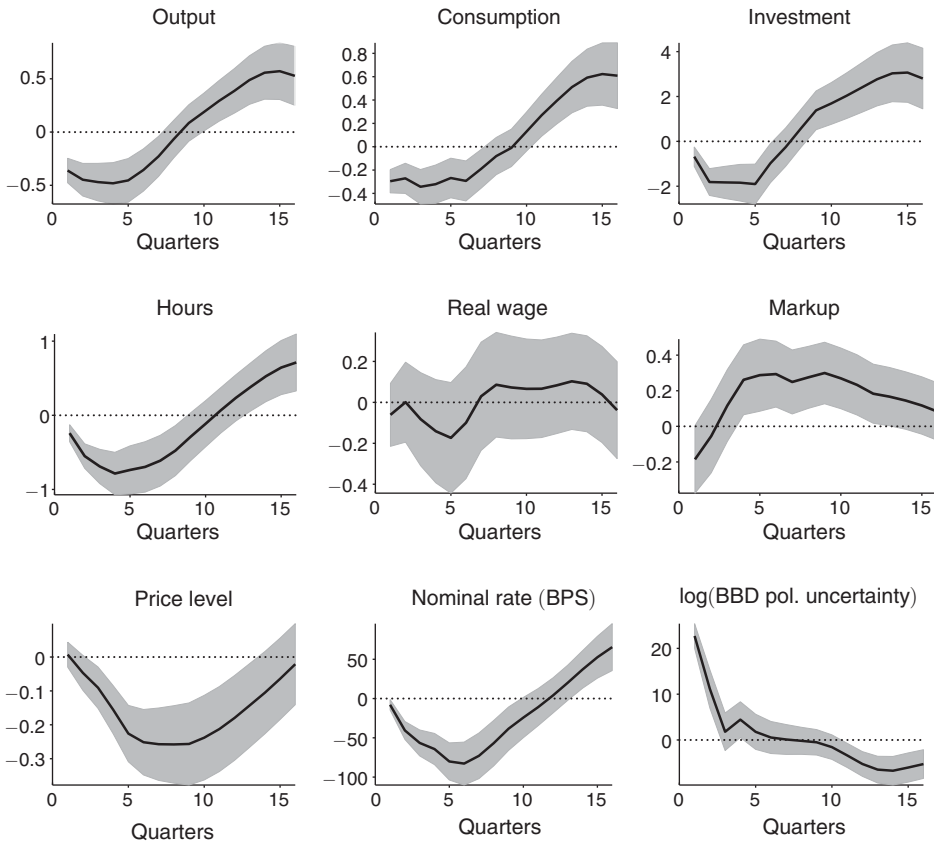 Output
0.5
0
−0.5
0 5 10 15
Quarters
Consumption
0.8
0.6
0.4
0.2
0
−0.2
−0.4
0 5 10 15
Quarters
Investment
4
2
0
−2
0 5 10 15
Quarters
Hours
1
0
−1
0 5 10 15
Quarters
Real wage
0.2
0
−0.2
−0.4
0 5 10 15
Quarters
Markup
0.4
0.2
0
−0.2
0 5 10 15
Quarters
Price level
0
−0.1
−0.2
−0.3
0 5 10 15
Quarters
Nominal rate (BPS)
50
0
−50
−100
0 5 10 15
Quarters
log(BBD pol. uncertainty)
20
10
0
0 5 10 15
Quarters